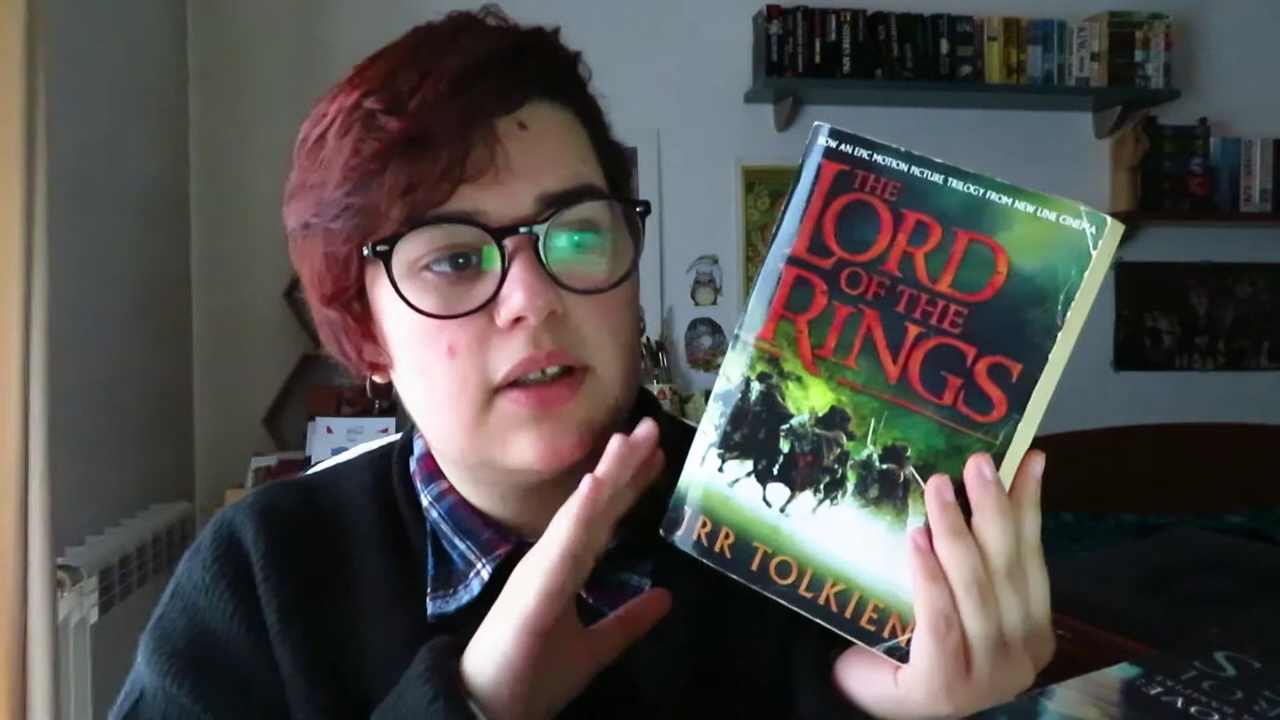 NOW AN EPIC MOTION PICTURE TRILOGY FROM NEW LINE CINEMA
THE
LORD
OF THE
RINGS
JRR TOLKIEN